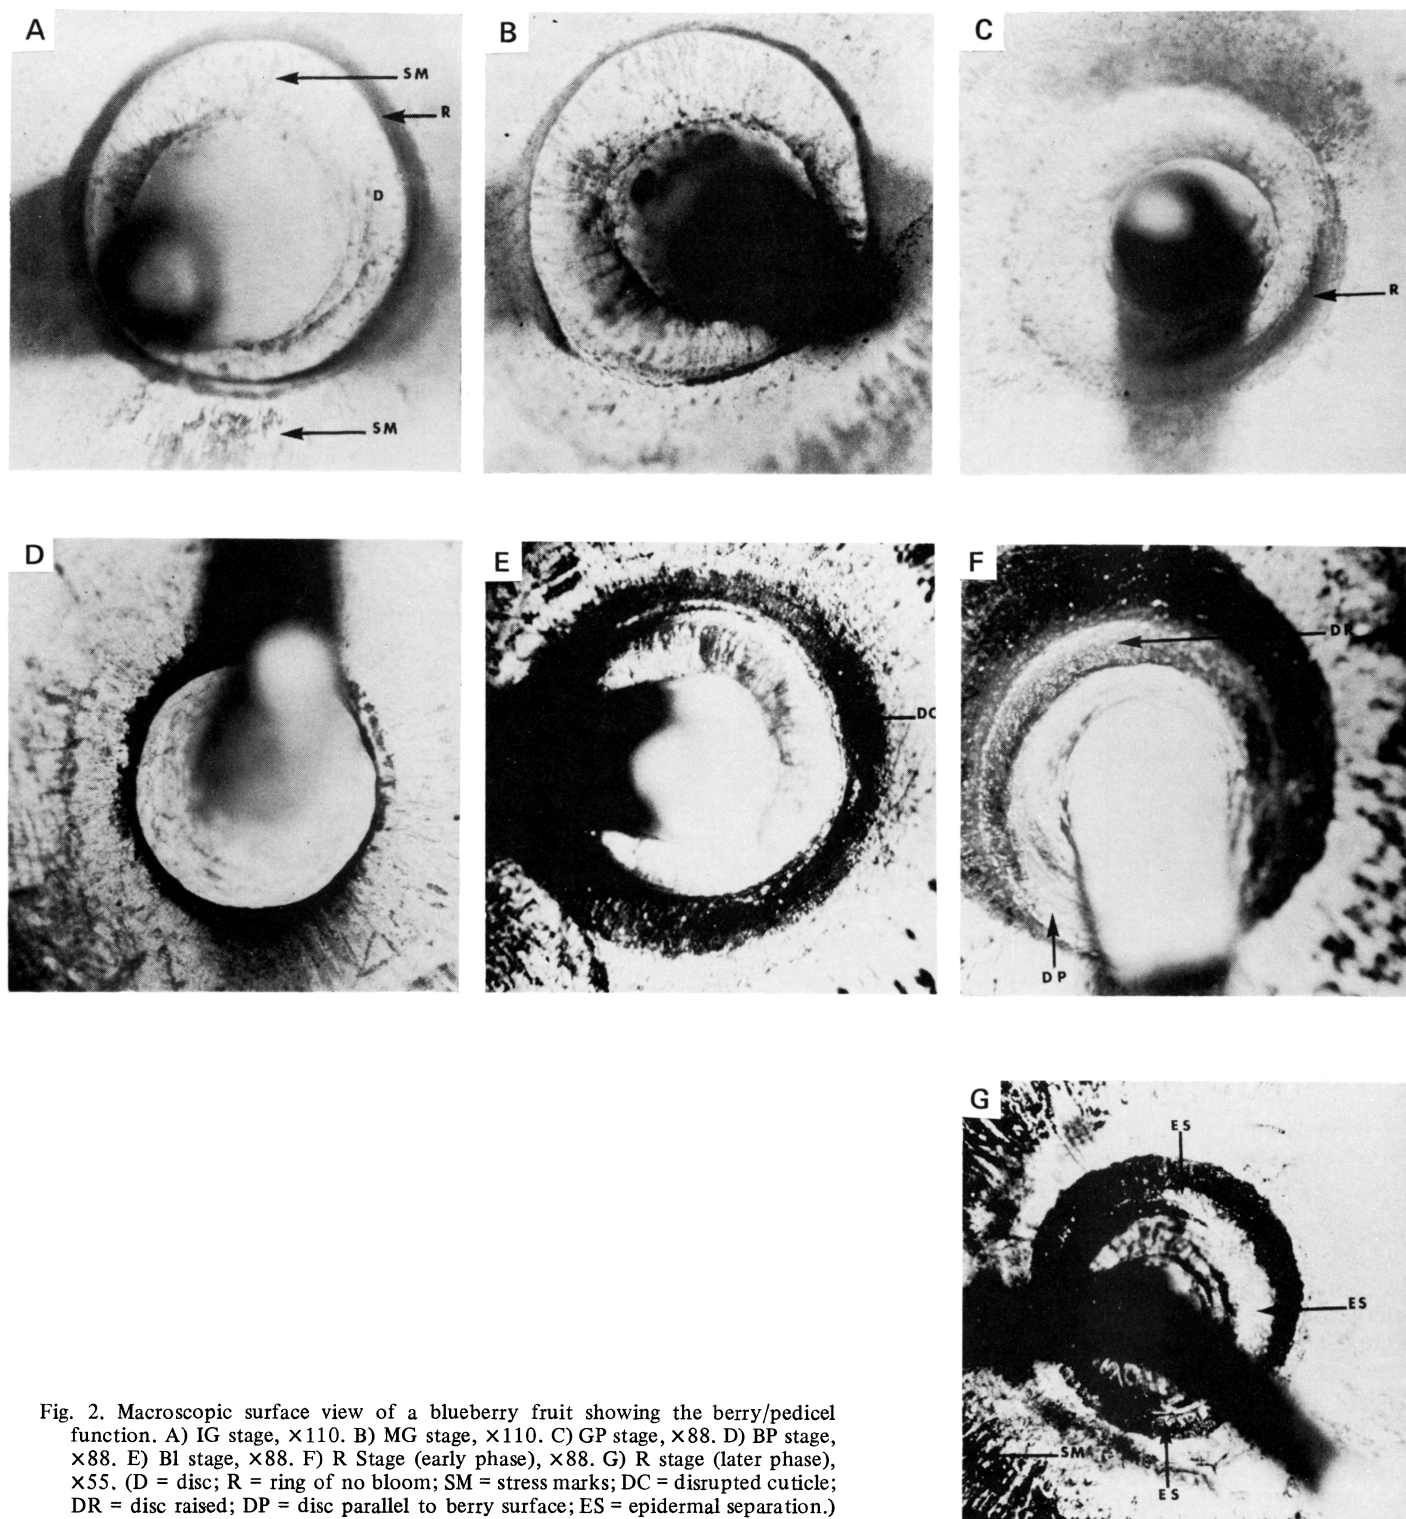 A
SM
R
D
SM
B
C
R
D
E
DC
F
DR
DP
G
ES
ES
SM
ES
Fig. 2. Macroscopic surface view of a blueberry fruit showing the berry/pedicel
function. A) IG stage, ×110. B) MG stage, ×110. C) GP stage, ×88. D) BP stage,
×88. E) Bl stage, ×88. F) R Stage (early phase), ×88. G) R stage (later phase),
×55. (D = disc; R = ring of no bloom; SM = stress marks; DC = disrupted cuticle;
DR = disc raised; DP = disc parallel to berry surface; ES = epidermal separation.)